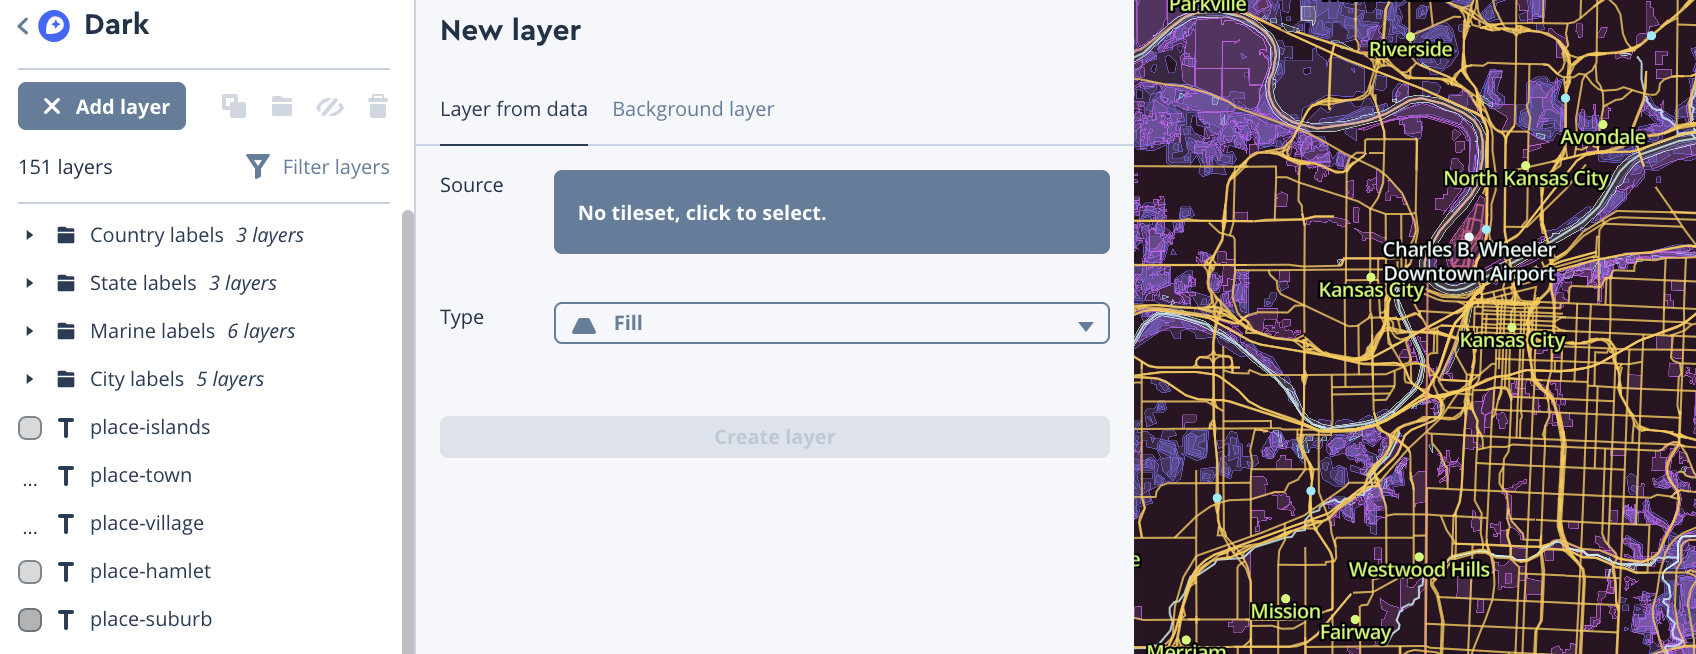 Dark
Add layer
151 layers
Filter layers
Country labels 3 layers
State labels 3 layers
Marine labels 6 layers
City labels 5 layers
place-islands
... place-town
... place-village
place-hamlet
place-suburb
New layer
Layer from data
Background layer
Source
No tileset, click to select.
Type
Fill
Create layer
Parkville
Riverside
Avondale
North Kansas City
Charles B. Wheeler
Downtown Airport
Kansas City
Kansas City
Westwood Hills
Mission
Fairway
Merriam